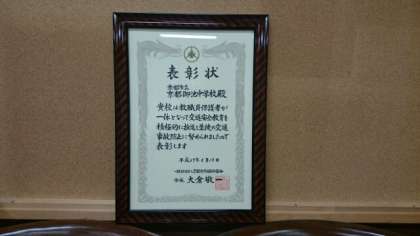 表彰状
京都市立
京都御池中学校殿
貴校は教職員保護者が
一体となって交通安全教育を
積極的に推進し生徒の交通
事故防止に努められましたので
表彰します
会長 大倉敬一